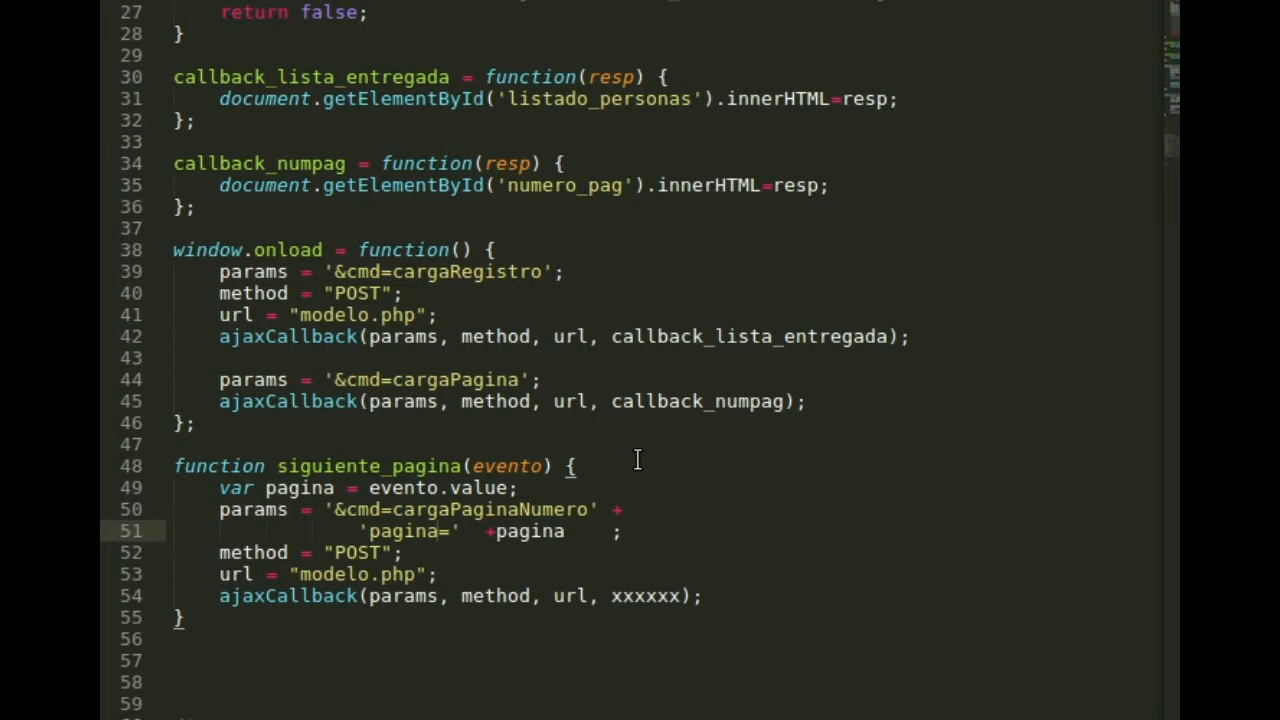 27 return false;
28 }
29
30 callback_lista_entregada = function(resp) {
31 document.getElementById('listado_personas').innerHTML=resp;
32 };
33
34 callback_numpag = function(resp) {
35 document.getElementById('numero_pag').innerHTML=resp;
36 };
37
38 window.onload = function() {
39 params = '&cmd=cargaRegistro';
40 method = "POST";
41 url = "modelo.php";
42 ajaxCallback(params, method, url, callback_lista_entregada);
43
44 params = '&cmd=cargaPagina';
45 ajaxCallback(params, method, url, callback_numpag);
46 };
47
48 function siguiente_pagina(evento) {
49 var pagina = evento.value;
50 params = '&cmd=cargaPaginaNumero' +
51 'pagina=' +pagina ;
52 method = "POST";
53 url = "modelo.php";
54 ajaxCallback(params, method, url, xxxxxx);
55 }
56
57
58
59